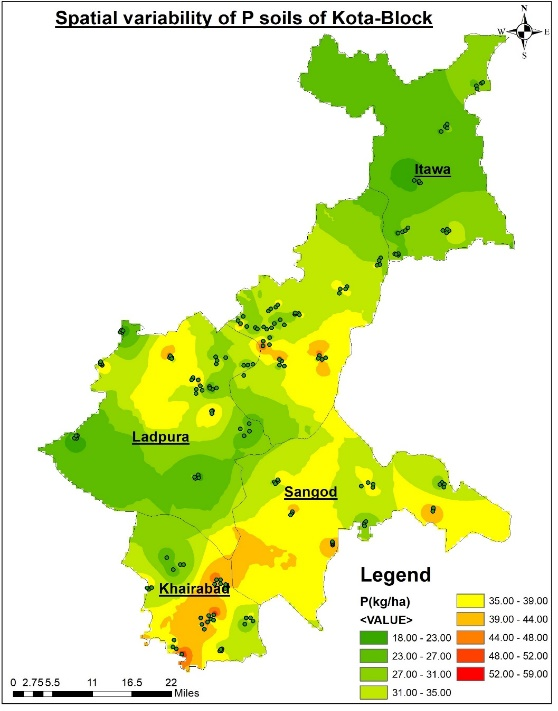 Spatial variability of P soils of Kota-Block
N
W E
S
Itawa
Ladpura
Sangod
Khairabad
Legend
P(kg/ha)
<VALUE>
18.00 - 23.00
23.00 - 27.00
27.00 - 31.00
31.00 - 35.00
35.00 - 39.00
39.00 - 44.00
44.00 - 48.00
48.00 - 52.00
52.00 - 59.00
0 2.75 5.5 11 16.5 22
Miles